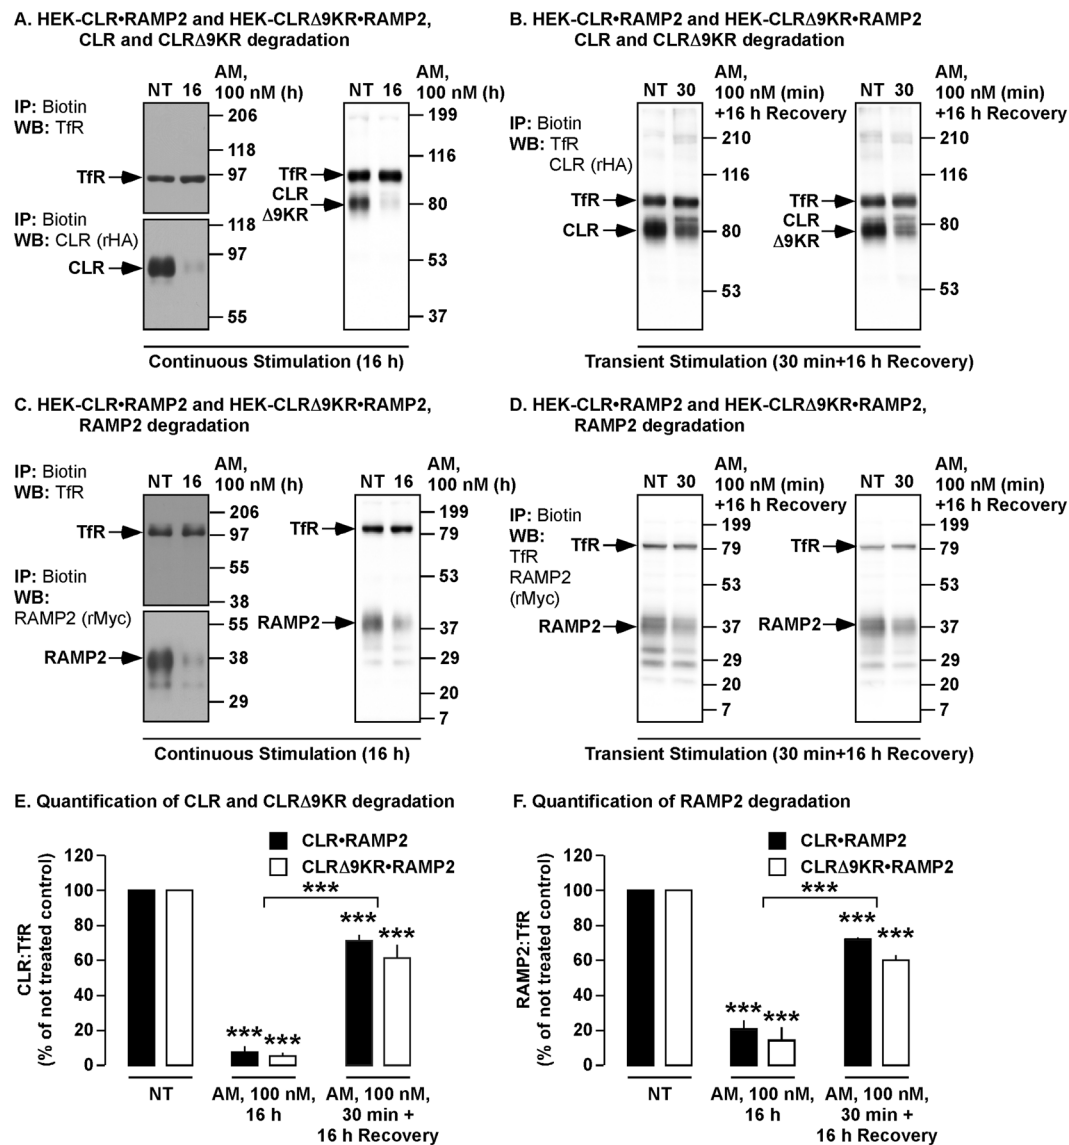 A. HEK-CLR•RAMP2 and HEK-CLRΔ9KR•RAMP2,
CLR and CLRΔ9KR degradation
AM,
100 nM (h)
NT 16
IP: Biotin
WB: TfR
206
118
97
TfR
IP: Biotin
WB: CLR (rHA)
118
97
CLR
55
AM,
100 nM (h)
NT 16
199
116
TfR
CLR
Δ9KR
80
53
37
Continuous Stimulation (16 h)
B. HEK-CLR•RAMP2 and HEK-CLRΔ9KR•RAMP2
CLR and CLRΔ9KR degradation
AM,
100 nM (min)
+16 h Recovery
NT 30
IP: Biotin
WB: TfR
CLR (rHA)
210
116
TfR
CLR
80
53
AM,
100 nM (min)
+16 h Recovery
NT 30
210
116
TfR
CLR
Δ9KR
80
53
Transient Stimulation (30 min+16 h Recovery)
C. HEK-CLR•RAMP2 and HEK-CLRΔ9KR•RAMP2,
RAMP2 degradation
AM,
100 nM (h)
NT 16
IP: Biotin
WB: TfR
206
97
TfR
55
38
IP: Biotin
WB:
RAMP2 (rMyc)
55
RAMP2
38
29
AM,
100 nM (h)
NT 16
199
TfR
79
53
RAMP2
37
29
20
7
Continuous Stimulation (16 h)
D. HEK-CLR•RAMP2 and HEK-CLRΔ9KR•RAMP2,
RAMP2 degradation
AM,
100 nM (min)
+16 h Recovery
NT 30
IP: Biotin
WB:
TfR
RAMP2
(rMyc)
199
TfR
79
53
RAMP2
37
29
20
7
AM,
100 nM (min)
+16 h Recovery
NT 30
199
TfR
79
53
RAMP2
37
29
20
7
Transient Stimulation (30 min+16 h Recovery)
E. Quantification of CLR and CLRΔ9KR degradation
CLR•RAMP2
CLRΔ9KR•RAMP2
CLR:TfR
(% of not treated control)
120
100
80
60
40
20
0
***
*** ***
*** ***
NT
AM, 100 nM,
16 h
AM, 100 nM,
30 min +
16 h Recovery
F. Quantification of RAMP2 degradation
CLR•RAMP2
CLRΔ9KR•RAMP2
RAMP2:TfR
(% of not treated control)
120
100
80
60
40
20
0
***
*** ***
*** ***
NT
AM, 100 nM,
16 h
AM, 100 nM,
30 min +
16 h Recovery